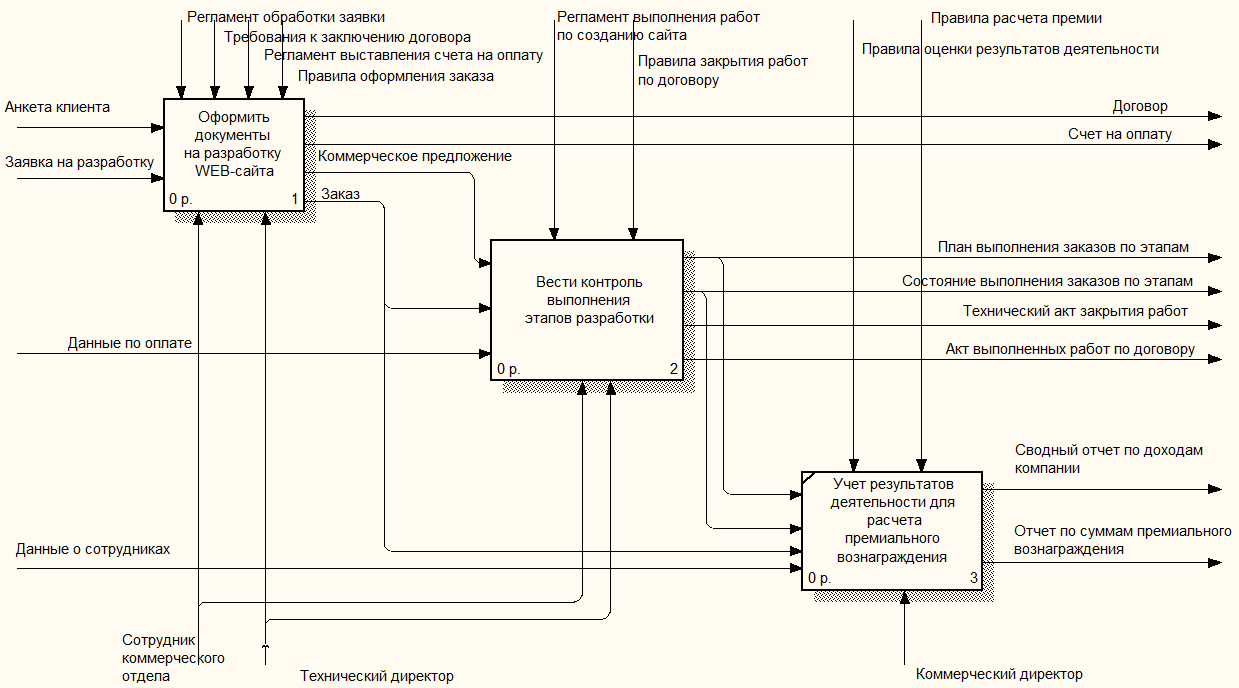 Регламент обработки заявки
Требования к заключению договора
Регламент выставления счета на оплату
Правила оформления заказа
Регламент выполнения работ
по созданию сайта
Правила закрытия работ
по договору
Правила расчета премии
Правила оценки результатов деятельности
Анкета клиента
Заявка на разработку
Оформить
документы
на разработку
WEB-сайта
0 р.
1
Договор
Счет на оплату
Коммерческое предложение
Заказ
Вести контроль
выполнения
этапов разработки
0 р.
2
План выполнения заказов по этапам
Состояние выполнения заказов по этапам
Технический акт закрытия работ
Акт выполненных работ по договору
Данные по оплате
Учет результатов
деятельности для
расчета
премиального
вознаграждения
0 р.
3
Сводный отчет по доходам
компании
Отчет по суммам премиального
вознаграждения
Данные о сотрудниках
Сотрудник
коммерческого
отдела
Технический директор
Коммерческий директор